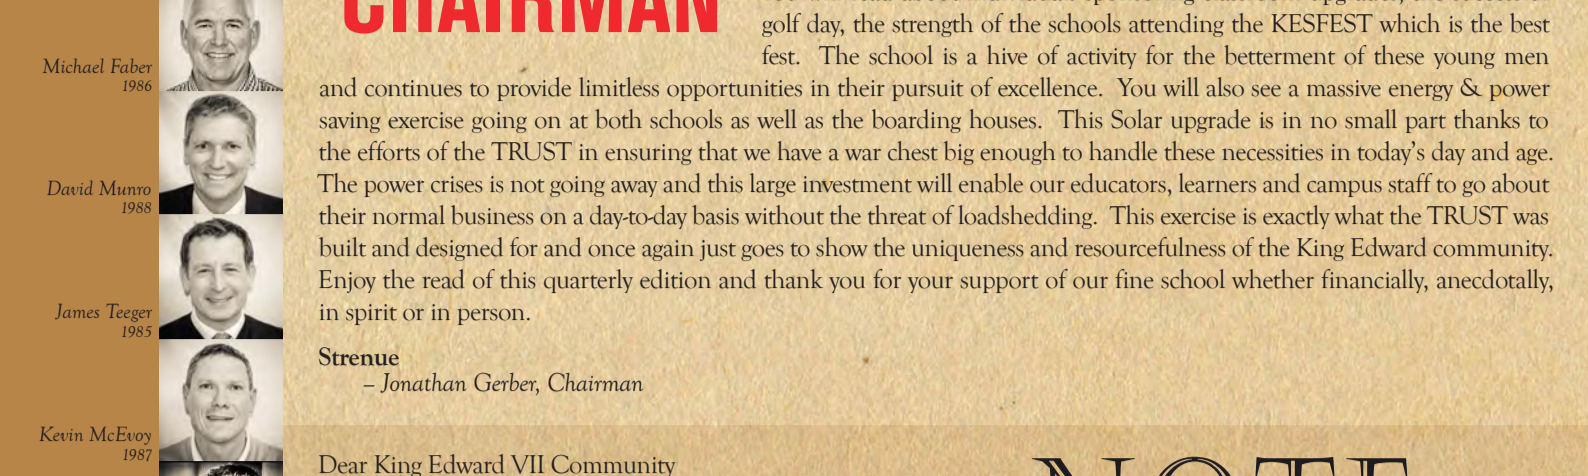 Michael Faber
1986
David Munro
1988
James Teeger
1985
Kevin McEvoy
1987
CHAIRMAN
golf day, the strength of the schools attending the KESFEST which is the best
fest. The school is a hive of activity for the betterment of these young men
and continues to provide limitless opportunities in their pursuit of excellence. You will also see a massive energy & power
saving exercise going on at both schools as well as the boarding houses. This Solar upgrade is in no small part thanks to
the efforts of the TRUST in ensuring that we have a war chest big enough to handle these necessities in today's day and age.
The power crises is not going away and this large investment will enable our educators, learners and campus staff to go about
their normal business on a day-to-day basis without the threat of loadshedding. This exercise is exactly what the TRUST was
built and designed for and once again just goes to show the uniqueness and resourcefulness of the King Edward community.
Enjoy the read of this quarterly edition and thank you for your support of our fine school whether financially, anecdotally,
in spirit or in person.
Strenue
– Jonathan Gerber, Chairman
Dear King Edward VII Community
NOTE